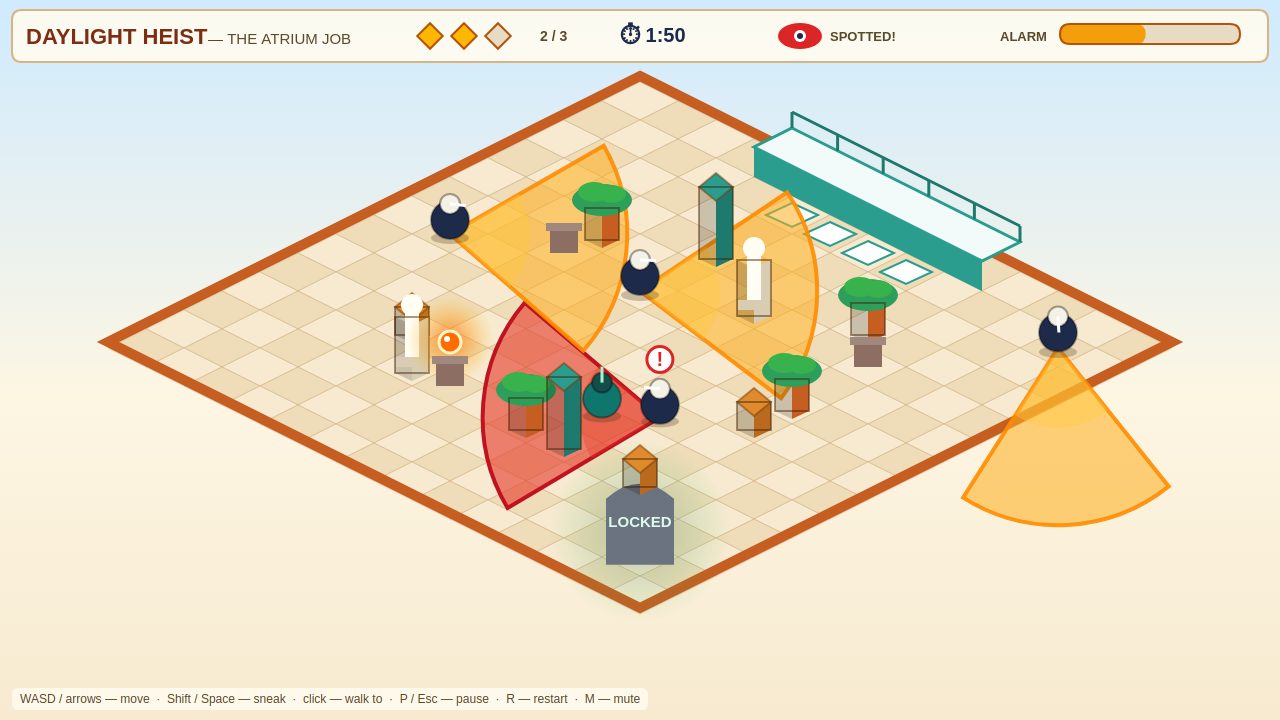 DAYLIGHT HEIST — THE ATRIUM JOB 2 / 3 ⏱ 1:50 SPOTTED! ALARM
!
LOCKED
WASD / arrows — move · Shift / Space — sneak · click — walk to · P / Esc — pause · R — restart · M — mute